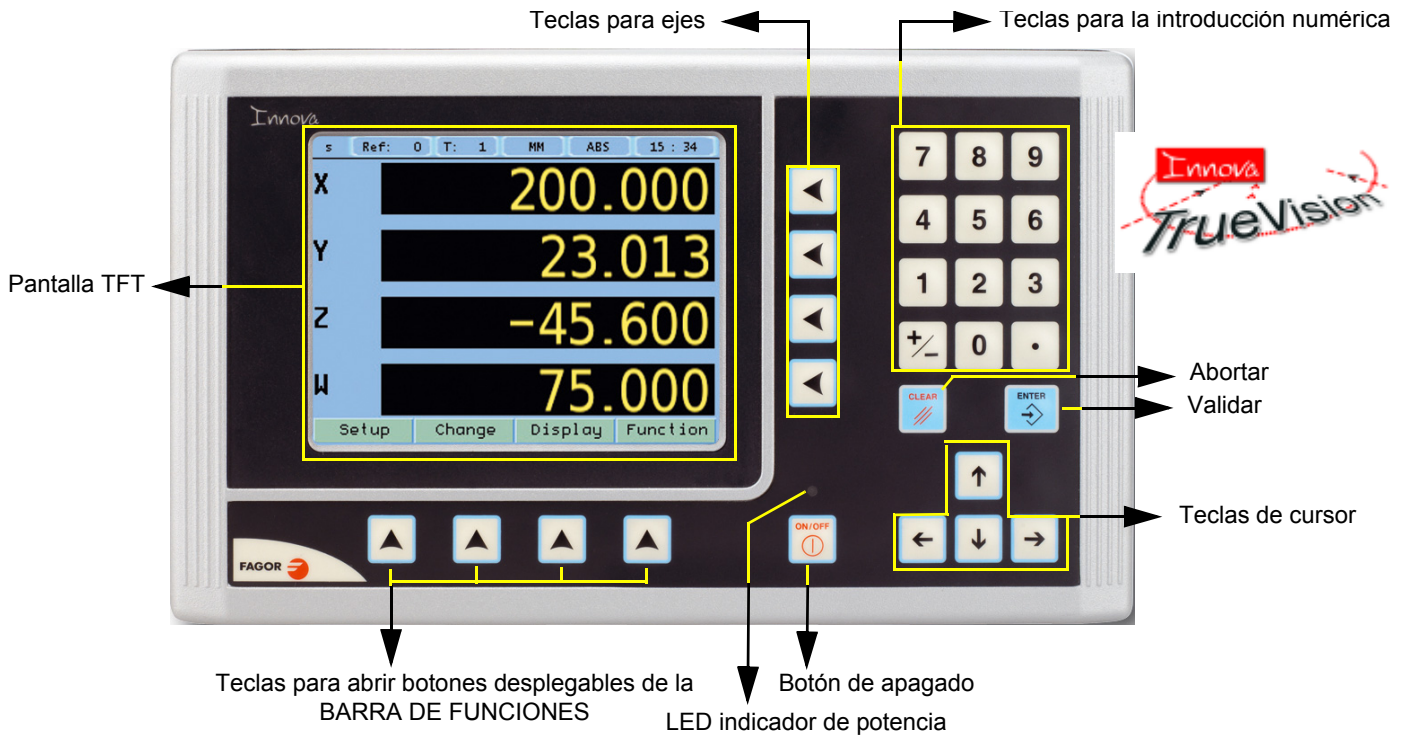 Teclas para ejes
Teclas para la introducción numérica
Innova
s Ref: 0 T: 1 MM ABS 15 : 34
X 200.000
Y 23.013
Z -45.600
W 75.000
Setup Change Display Function
7 8 9
4 5 6
1 2 3
+/- 0 .
Innova
TrueVision
Pantalla TFT
CLEAR
ENTER
Abortar
Validar
Teclas de cursor
ON/OFF
FAGOR
Teclas para abrir botones desplegables de la
BARRA DE FUNCIONES
Botón de apagado
LED indicador de potencia